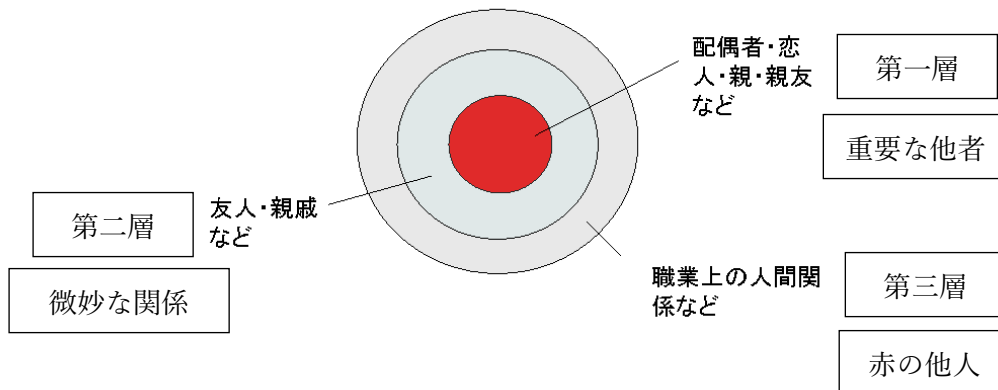 配偶者・恋
人・親・親友
など
第一層
重要な他者
第二層
友人・親戚
など
微妙な関係
職業上の人間関
係など
第三層
赤の他人